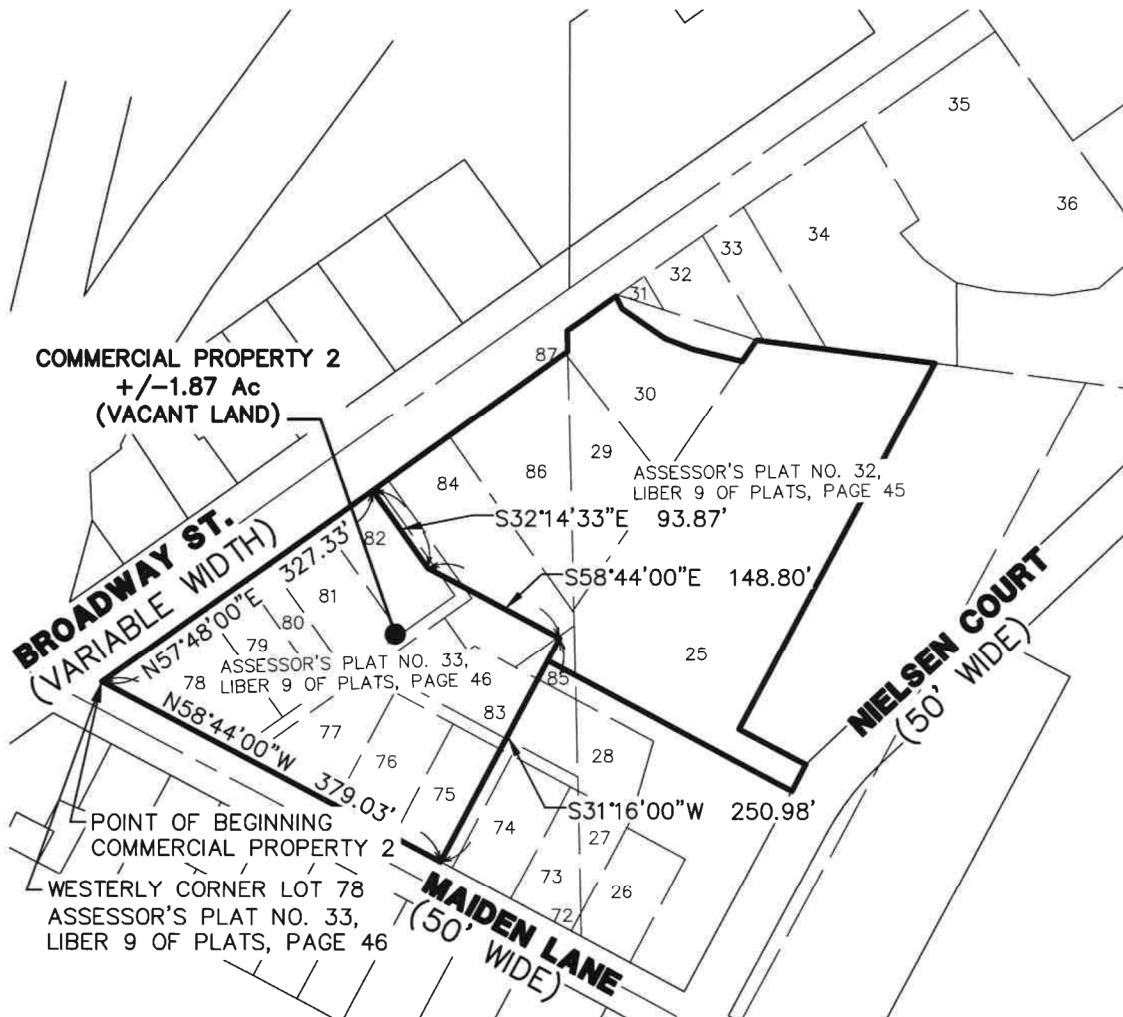 35
36
34
33
32
31
COMMERCIAL PROPERTY 2
+/-1.87 Ac
(VACANT LAND)
87
30
29
86
84
ASSESSOR'S PLAT NO. 32,
LIBER 9 OF PLATS, PAGE 45
S32°14'33"E 93.87'
82
BROADWAY ST.
(VARIABLE WIDTH)
N57°48'00"E 327.33'
S58°44'00"E 148.80'
81
80
79
78
ASSESSOR'S PLAT NO. 33,
LIBER 9 OF PLATS, PAGE 46
25
NIELSEN COURT
(50' WIDE)
85
83
77
76
75
28
N58°44'00"W 379.03'
S31°16'00"W 250.98'
74
27
73
26
72
POINT OF BEGINNING
COMMERCIAL PROPERTY 2
WESTERLY CORNER LOT 78
ASSESSOR'S PLAT NO. 33,
LIBER 9 OF PLATS, PAGE 46
MAIDEN LANE
(50' WIDE)